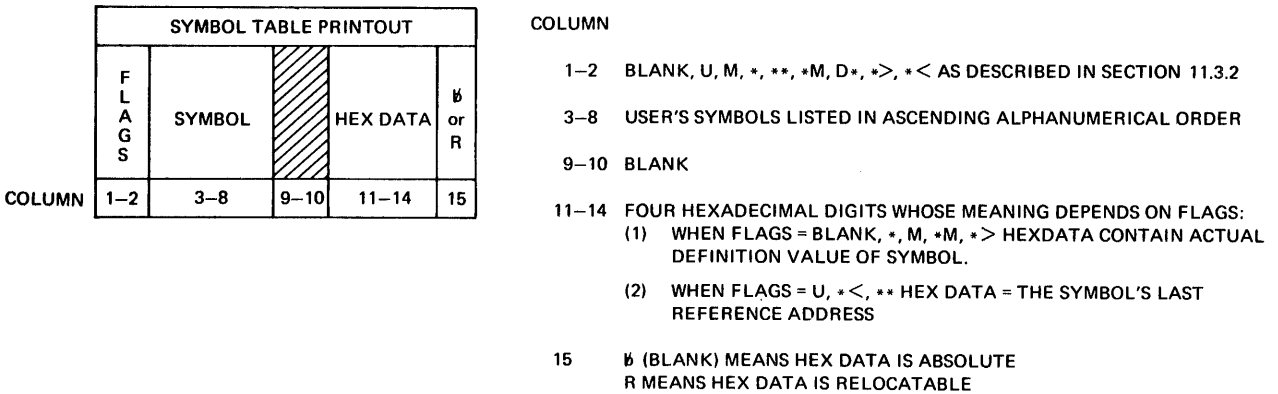 SYMBOL TABLE PRINTOUT
FLAGS
SYMBOL
HEX DATA
ƀ or R
COLUMN 1–2 3–8 9–10 11–14 15
COLUMN
1–2 BLANK, U, M, *, **, *M, D*, *>, *< AS DESCRIBED IN SECTION 11.3.2
3–8 USER'S SYMBOLS LISTED IN ASCENDING ALPHANUMERICAL ORDER
9–10 BLANK
11–14 FOUR HEXADECIMAL DIGITS WHOSE MEANING DEPENDS ON FLAGS:
(1) WHEN FLAGS = BLANK, *, M, *M, *> HEXDATA CONTAIN ACTUAL
DEFINITION VALUE OF SYMBOL.
(2) WHEN FLAGS = U, *<, ** HEX DATA = THE SYMBOL'S LAST
REFERENCE ADDRESS
15 ƀ (BLANK) MEANS HEX DATA IS ABSOLUTE
R MEANS HEX DATA IS RELOCATABLE